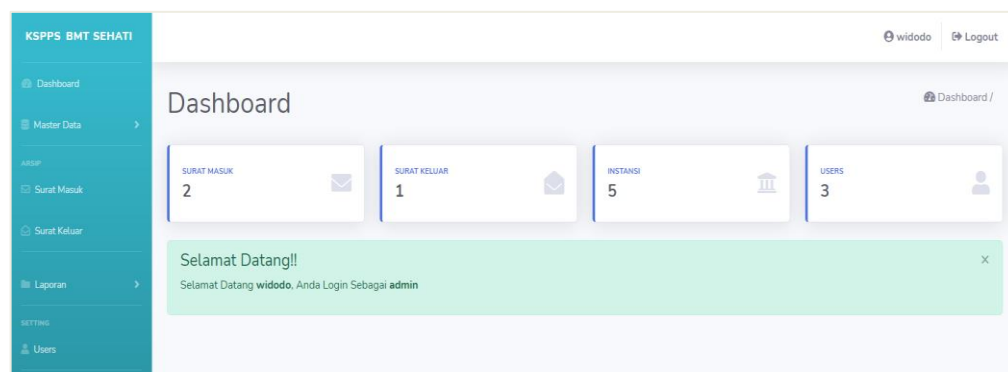 KSPPS BMT SEHATI
widodo
Logout
Dashboard
Master Data
ARSIP
Surat Masuk
Surat Keluar
Laporan
SETTING
Users
Dashboard
Dashboard /
SURAT MASUK
2
SURAT KELUAR
1
INSTANSI
5
USERS
3
Selamat Datang!!
Selamat Datang widodo, Anda Login Sebagai admin